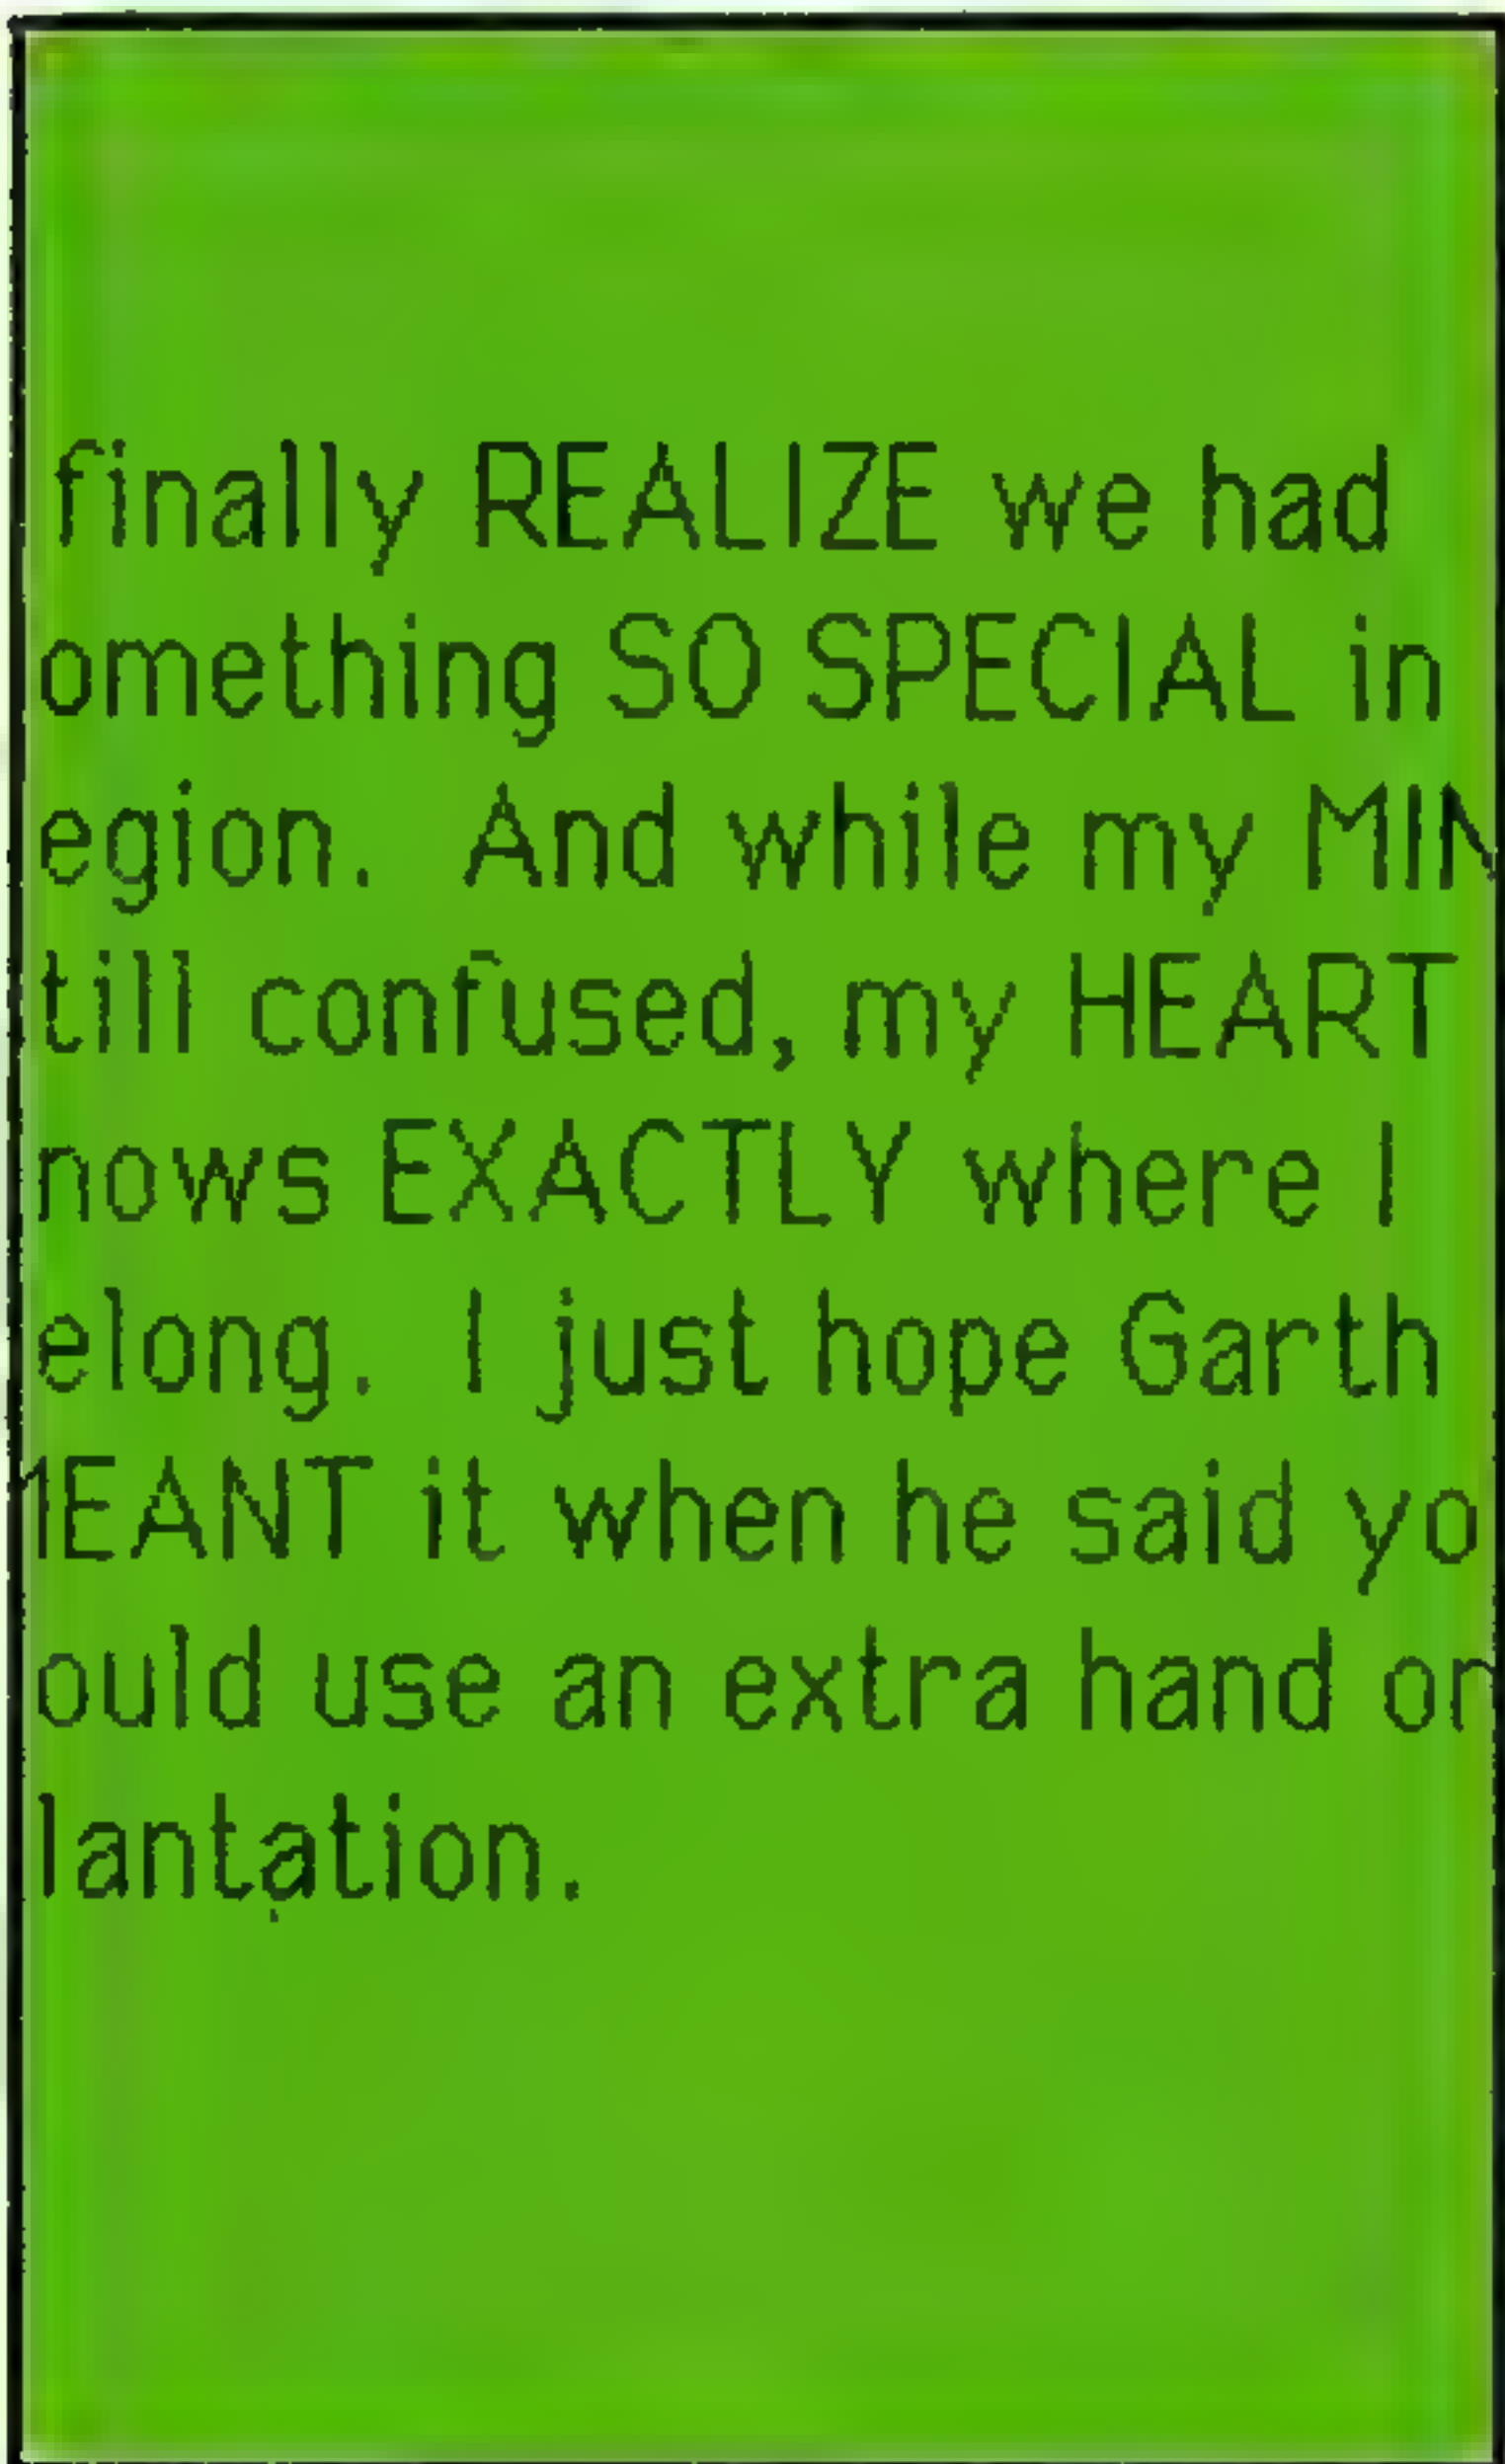 finally REALIZE we had
omething SO SPECIAL in
egion. And while my MIN
till confused, my HEART
nows EXACTLY where I
elong. I just hope Garth
MEANT it when he said yo
ould use an extra hand on
lantation.